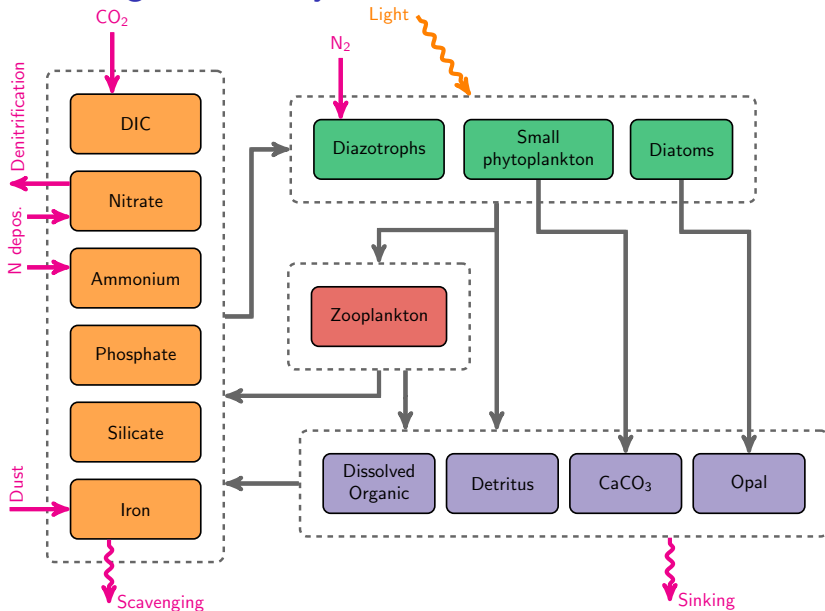 CO₂
Light
N₂
Denitrification
DIC
Diazotrophs
Small
phytoplankton
Diatoms
Nitrate
N depos.
Ammonium
Zooplankton
Phosphate
Silicate
Dust
Iron
Dissolved
Organic
Detritus
CaCO₃
Opal
Scavenging
Sinking